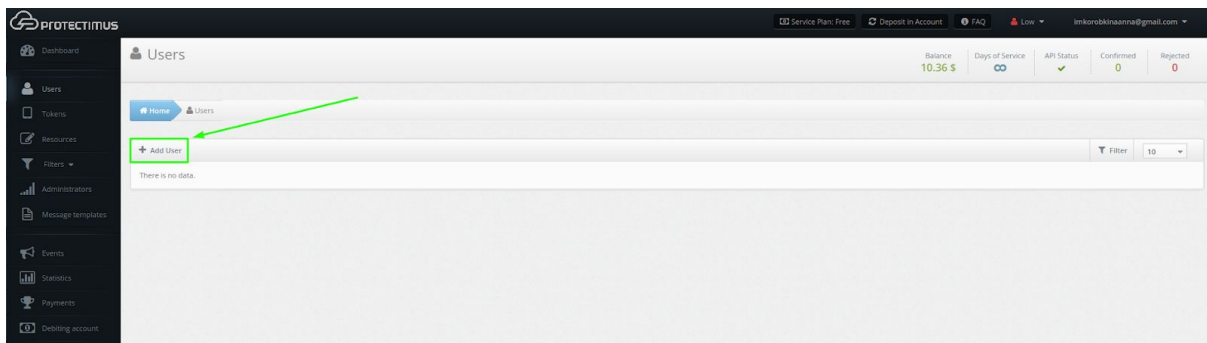 PROTECTIMUS
Service Plan: Free
Deposit in Account
FAQ
Low
imkorobkinaanna@gmail.com
Dashboard
Users
Tokens
Resources
Filters
Administrators
Message templates
Events
Statistics
Payments
Debiting account
Users
Balance
10.36 $
Days of Service
∞
API Status
Confirmed
0
Rejected
0
Home
Users
+ Add User
Filter
10
There is no data.